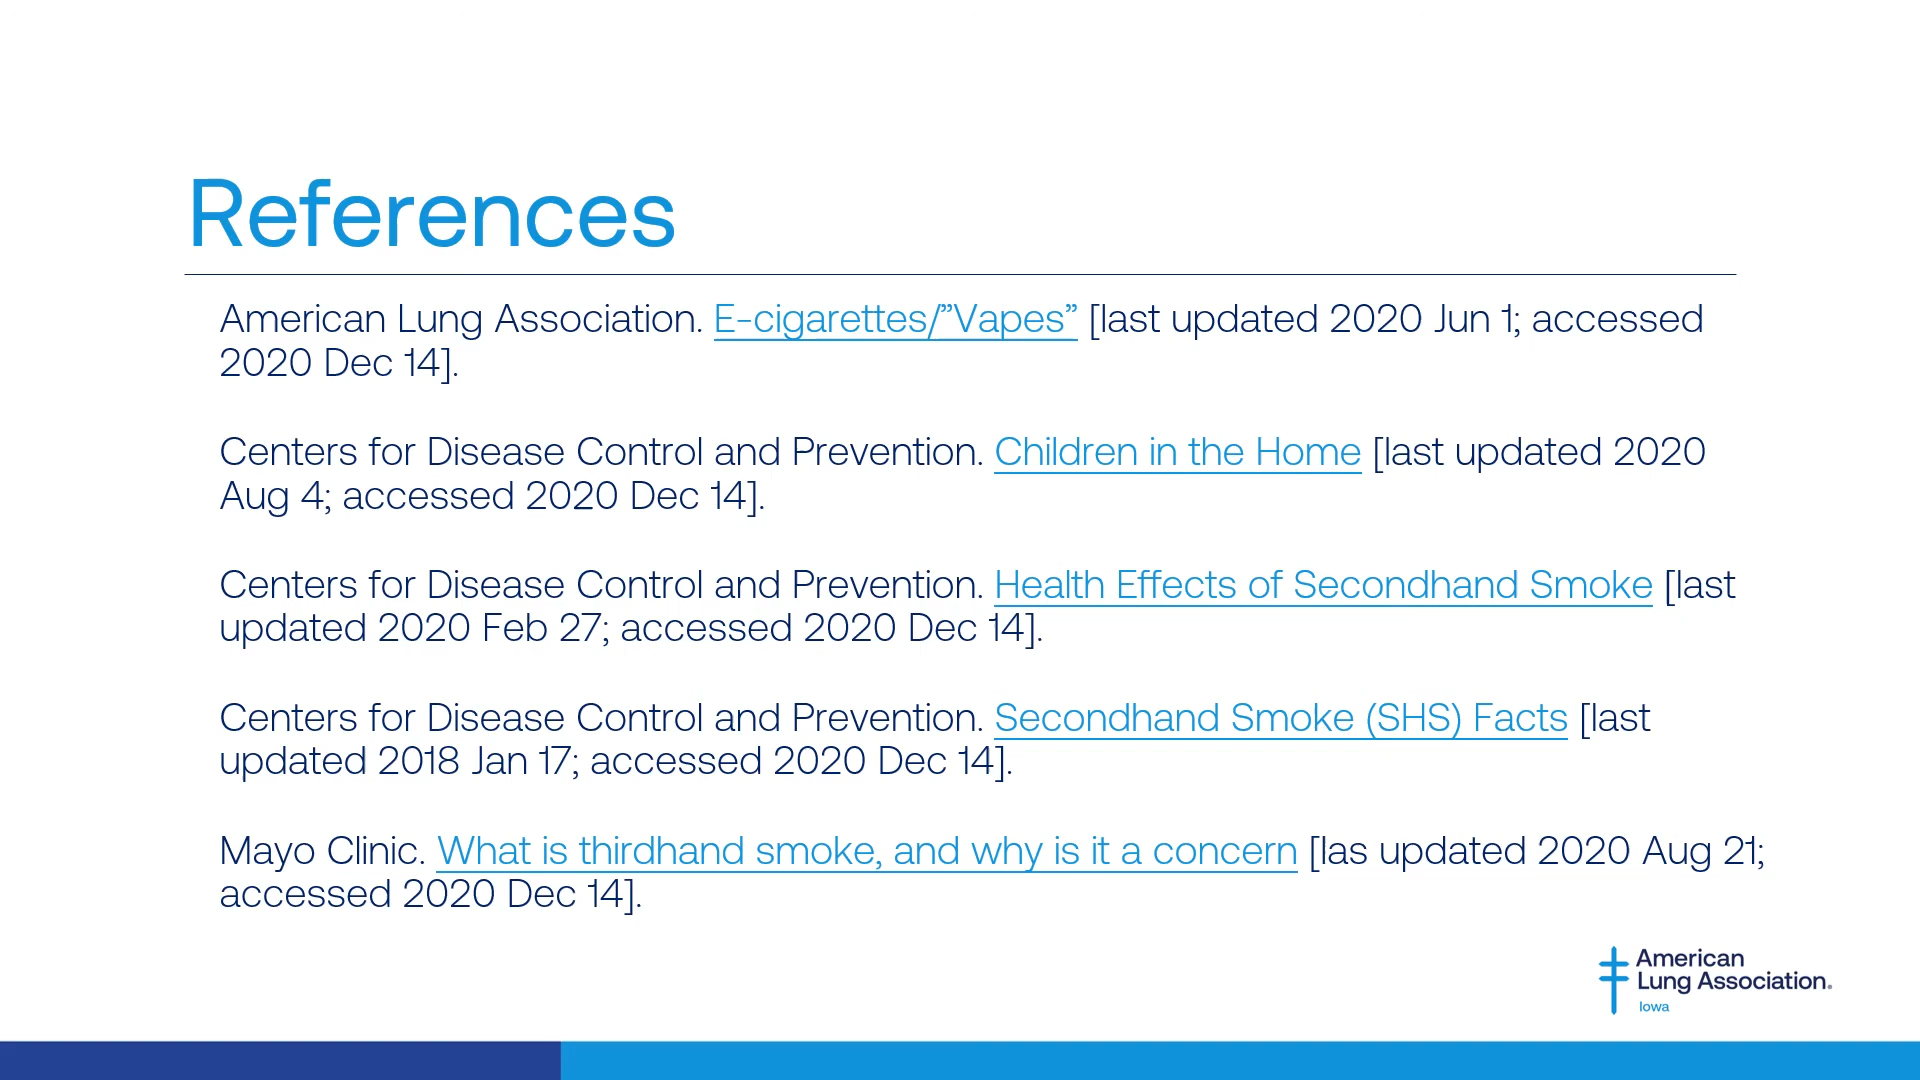 References
American Lung Association. E-cigarettes/”Vapes” [last updated 2020 Jun 1; accessed
2020 Dec 14].
Centers for Disease Control and Prevention. Children in the Home [last updated 2020
Aug 4; accessed 2020 Dec 14].
Centers for Disease Control and Prevention. Health Effects of Secondhand Smoke [last
updated 2020 Feb 27; accessed 2020 Dec 14].
Centers for Disease Control and Prevention. Secondhand Smoke (SHS) Facts [last
updated 2018 Jan 17; accessed 2020 Dec 14].
Mayo Clinic. What is thirdhand smoke, and why is it a concern [las updated 2020 Aug 21;
accessed 2020 Dec 14].
American
Lung Association.
Iowa